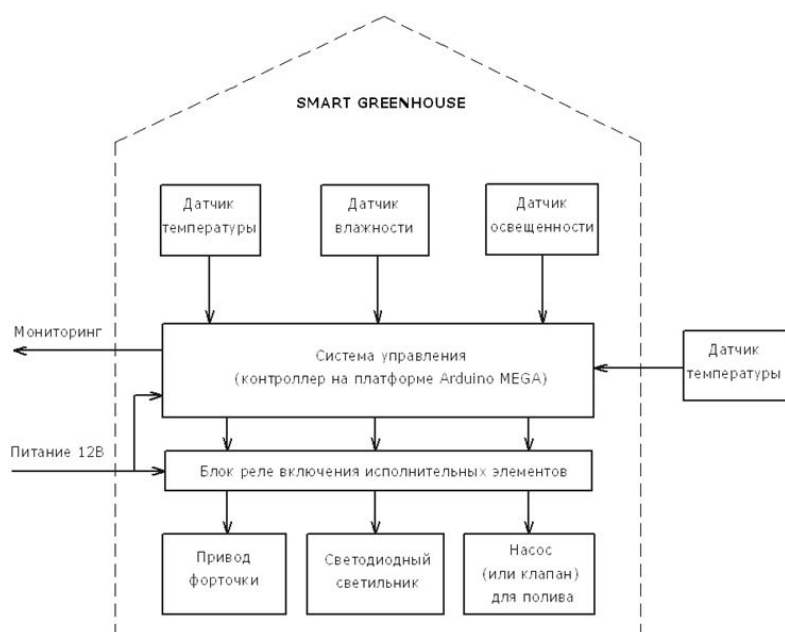 SMART GREENHOUSE
Датчик
температуры
Датчик
влажности
Датчик
освещенности
Мониторинг
Система управления
(контроллер на платформе Arduino MEGA)
Датчик
температуры
Питание 12В
Блок реле включения исполнительных элементов
Привод
форточки
Светодиодный
светильник
Насос
(или клапан)
для полива